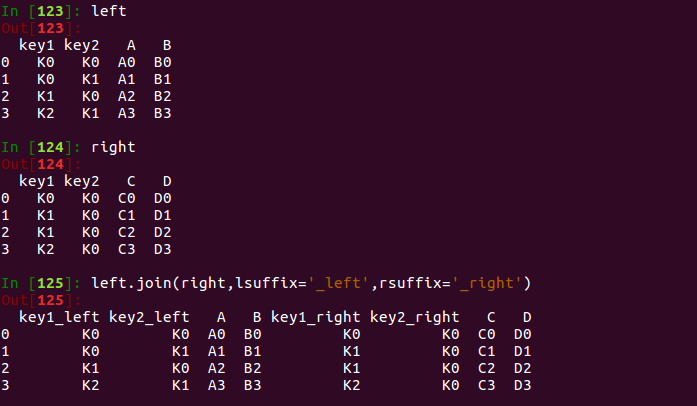 In [123]: left
Out[123]:
  key1 key2   A   B
0   K0   K0  A0  B0
1   K0   K1  A1  B1
2   K1   K0  A2  B2
3   K2   K1  A3  B3
In [124]: right
Out[124]:
  key1 key2   C   D
0   K0   K0  C0  D0
1   K1   K0  C1  D1
2   K1   K0  C2  D2
3   K2   K0  C3  D3
In [125]: left.join(right,lsuffix='_left',rsuffix='_right')
Out[125]:
  key1_left key2_left   A   B key1_right key2_right   C   D
0        K0        K0  A0  B0         K0         K0  C0  D0
1        K0        K1  A1  B1         K1         K0  C1  D1
2        K1        K0  A2  B2         K1         K0  C2  D2
3        K2        K1  A3  B3         K2         K0  C3  D3